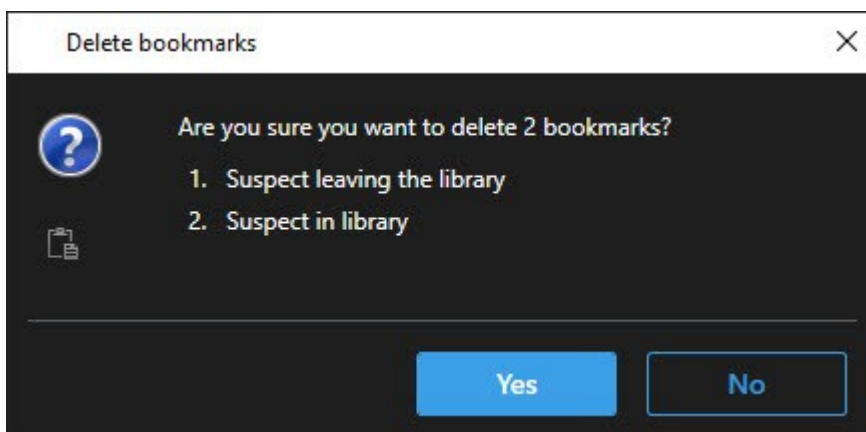 Delete bookmarks
Are you sure you want to delete 2 bookmarks?
1. Suspect leaving the library
2. Suspect in library
Yes
No